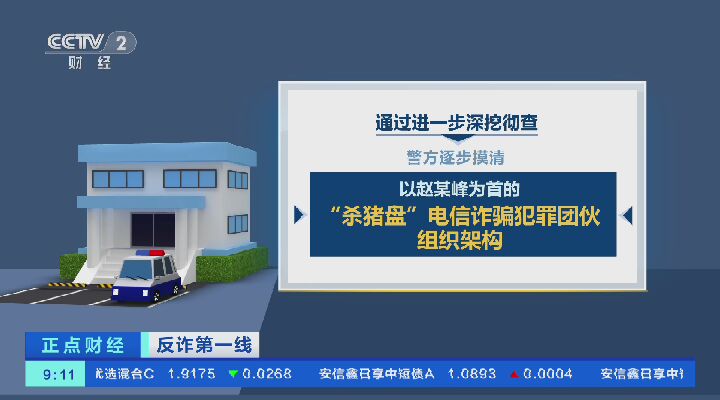 CCTV 2
财 经
通过进一步深挖彻查
警方逐步摸清
以赵某峰为首的
“杀猪盘”电信诈骗犯罪团伙
组织架构
正点财经 反诈第一线
9:11 优选混合C 1.9175 ▼0.0268 安信鑫日享中短债A 1.0893 ▲0.0004 安信鑫日享中